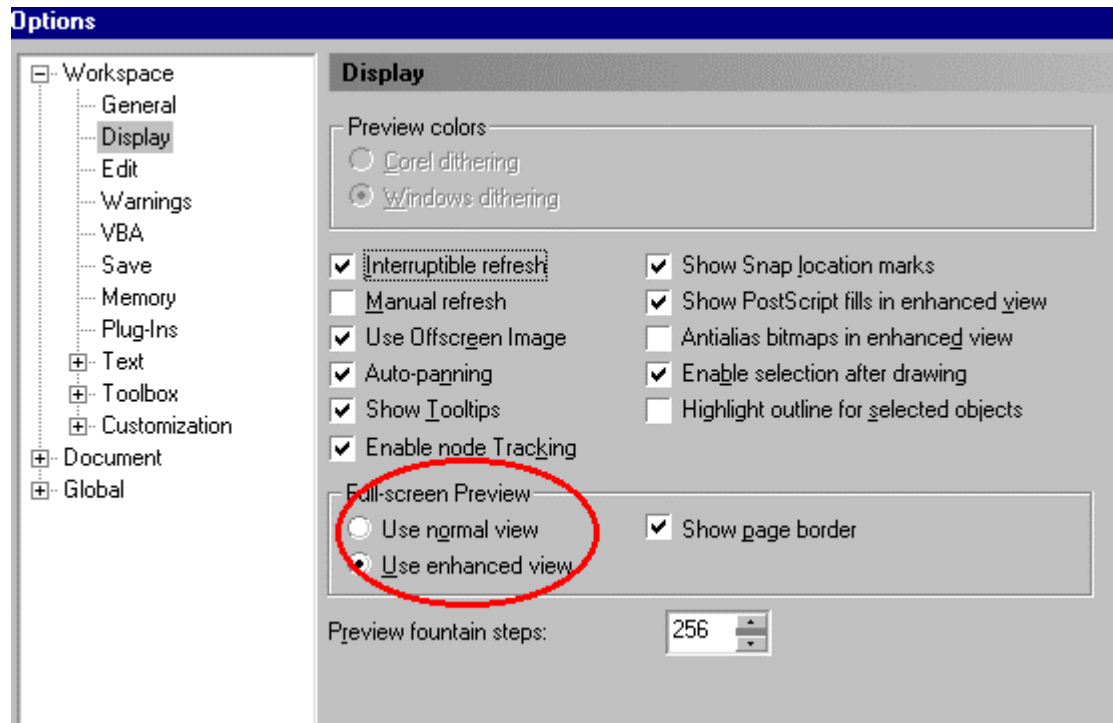 Options
Workspace
General
Display
Edit
Warnings
VBA
Save
Memory
Plug-Ins
Text
Toolbox
Customization
Document
Global
Display
Preview colors
Corel dithering
Windows dithering
Interruptible refresh
Manual refresh
Use Offscreen Image
Auto-panning
Show Tooltips
Enable node Tracking
Show Snap location marks
Show PostScript fills in enhanced view
Antialias bitmaps in enhanced view
Enable selection after drawing
Highlight outline for selected objects
Full-screen Preview
Use normal view
Use enhanced view
Show page border
Preview fountain steps: 256